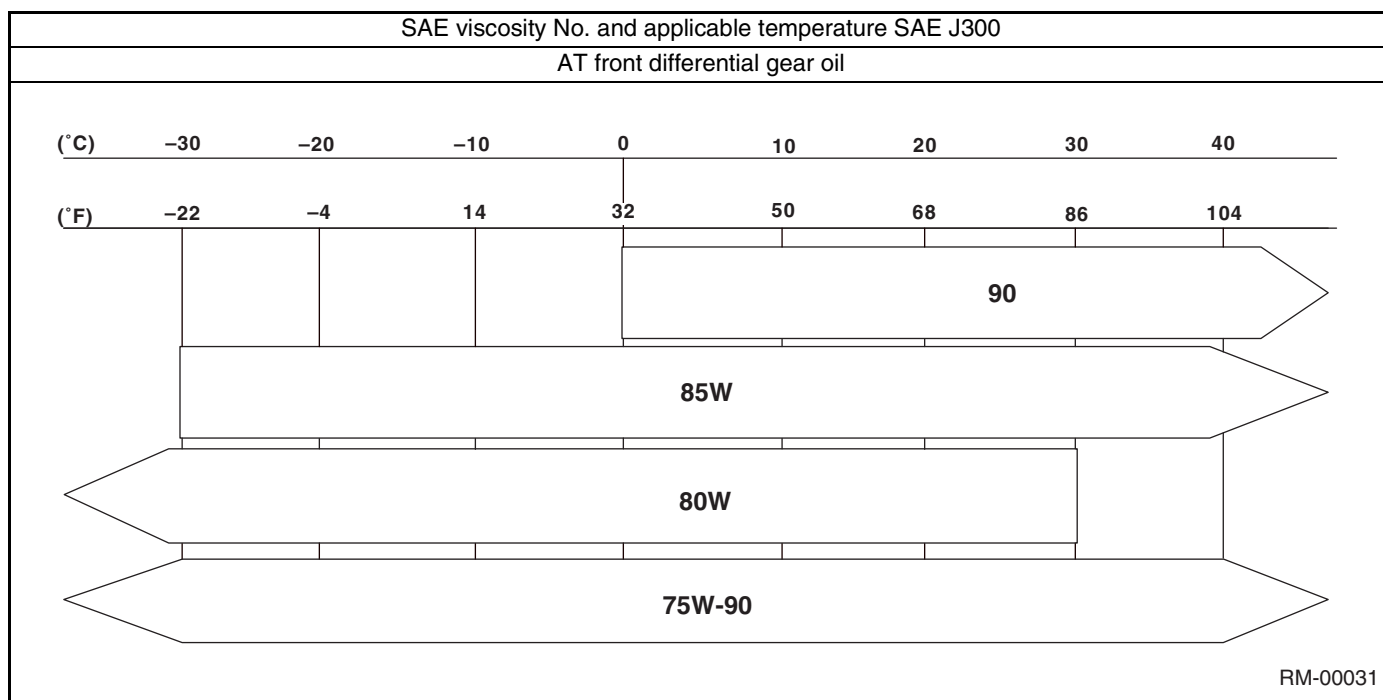 SAE viscosity No. and applicable temperature SAE J300
AT front differential gear oil
(˚C) –30 –20 –10 0 10 20 30 40
(˚F) –22 –4 14 32 50 68 86 104
90
85W
80W
75W-90
RM-00031